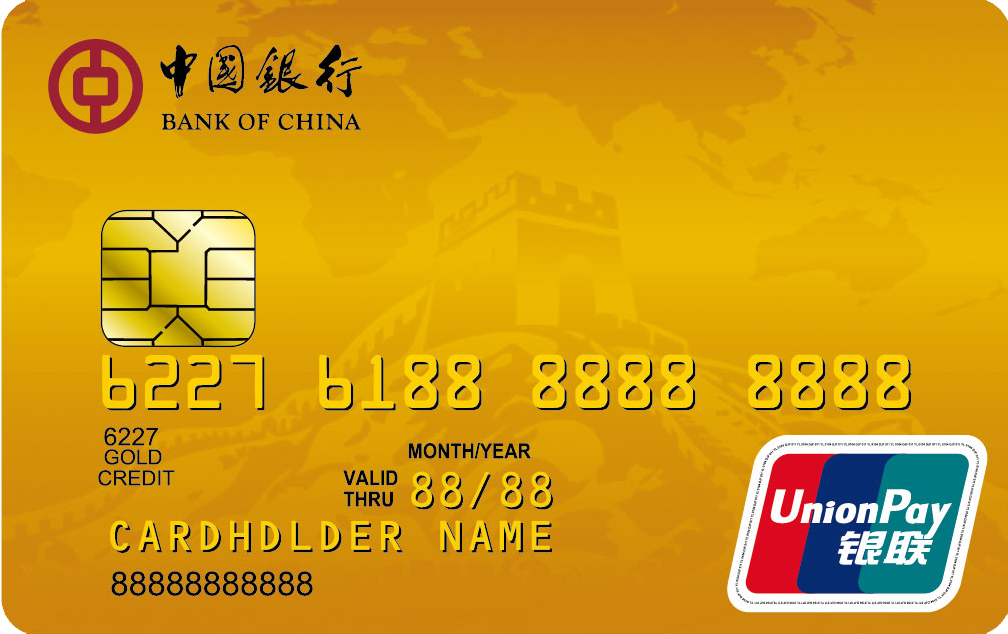 中国銀行
BANK OF CHINA
6227 6188 8888 8888
6227
GOLD
CREDIT
MONTH/YEAR
VALID
THRU
88/88
CARDHDLDER NAME
88888888888
UnionPay
银联